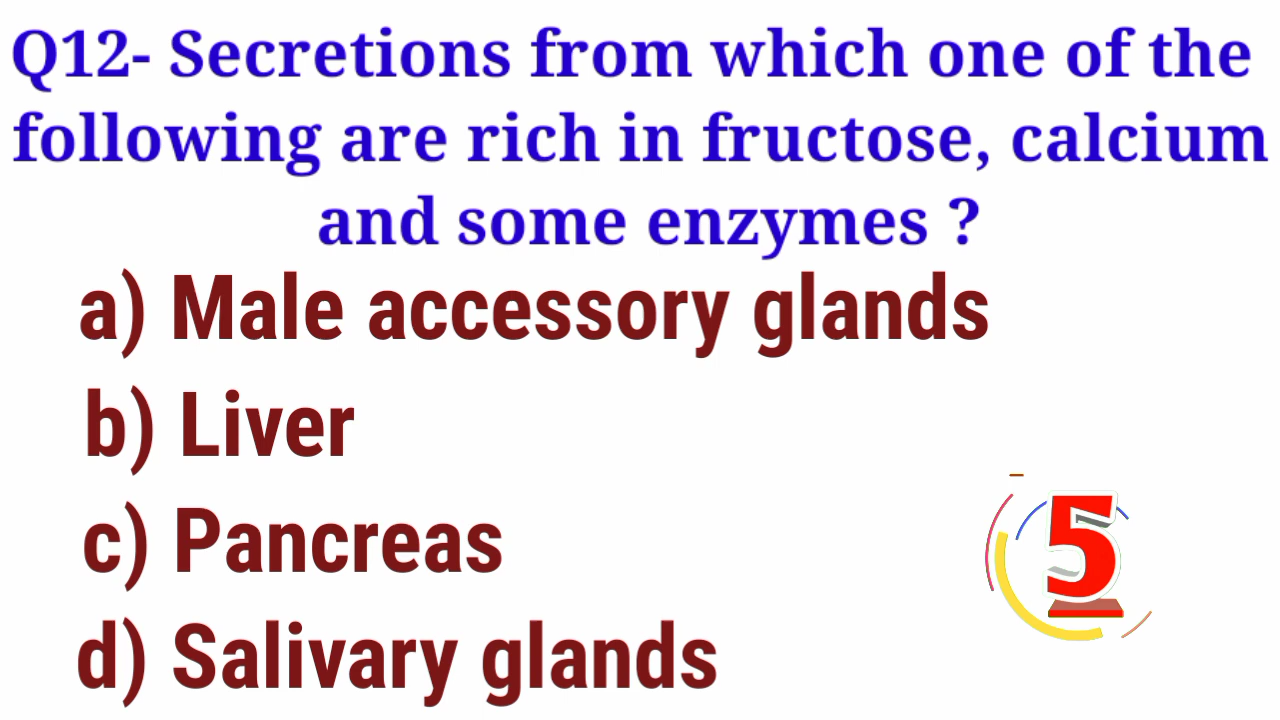 Q12- Secretions from which one of the
following are rich in fructose, calcium
and some enzymes ?
a) Male accessory glands
b) Liver
c) Pancreas
d) Salivary glands
5